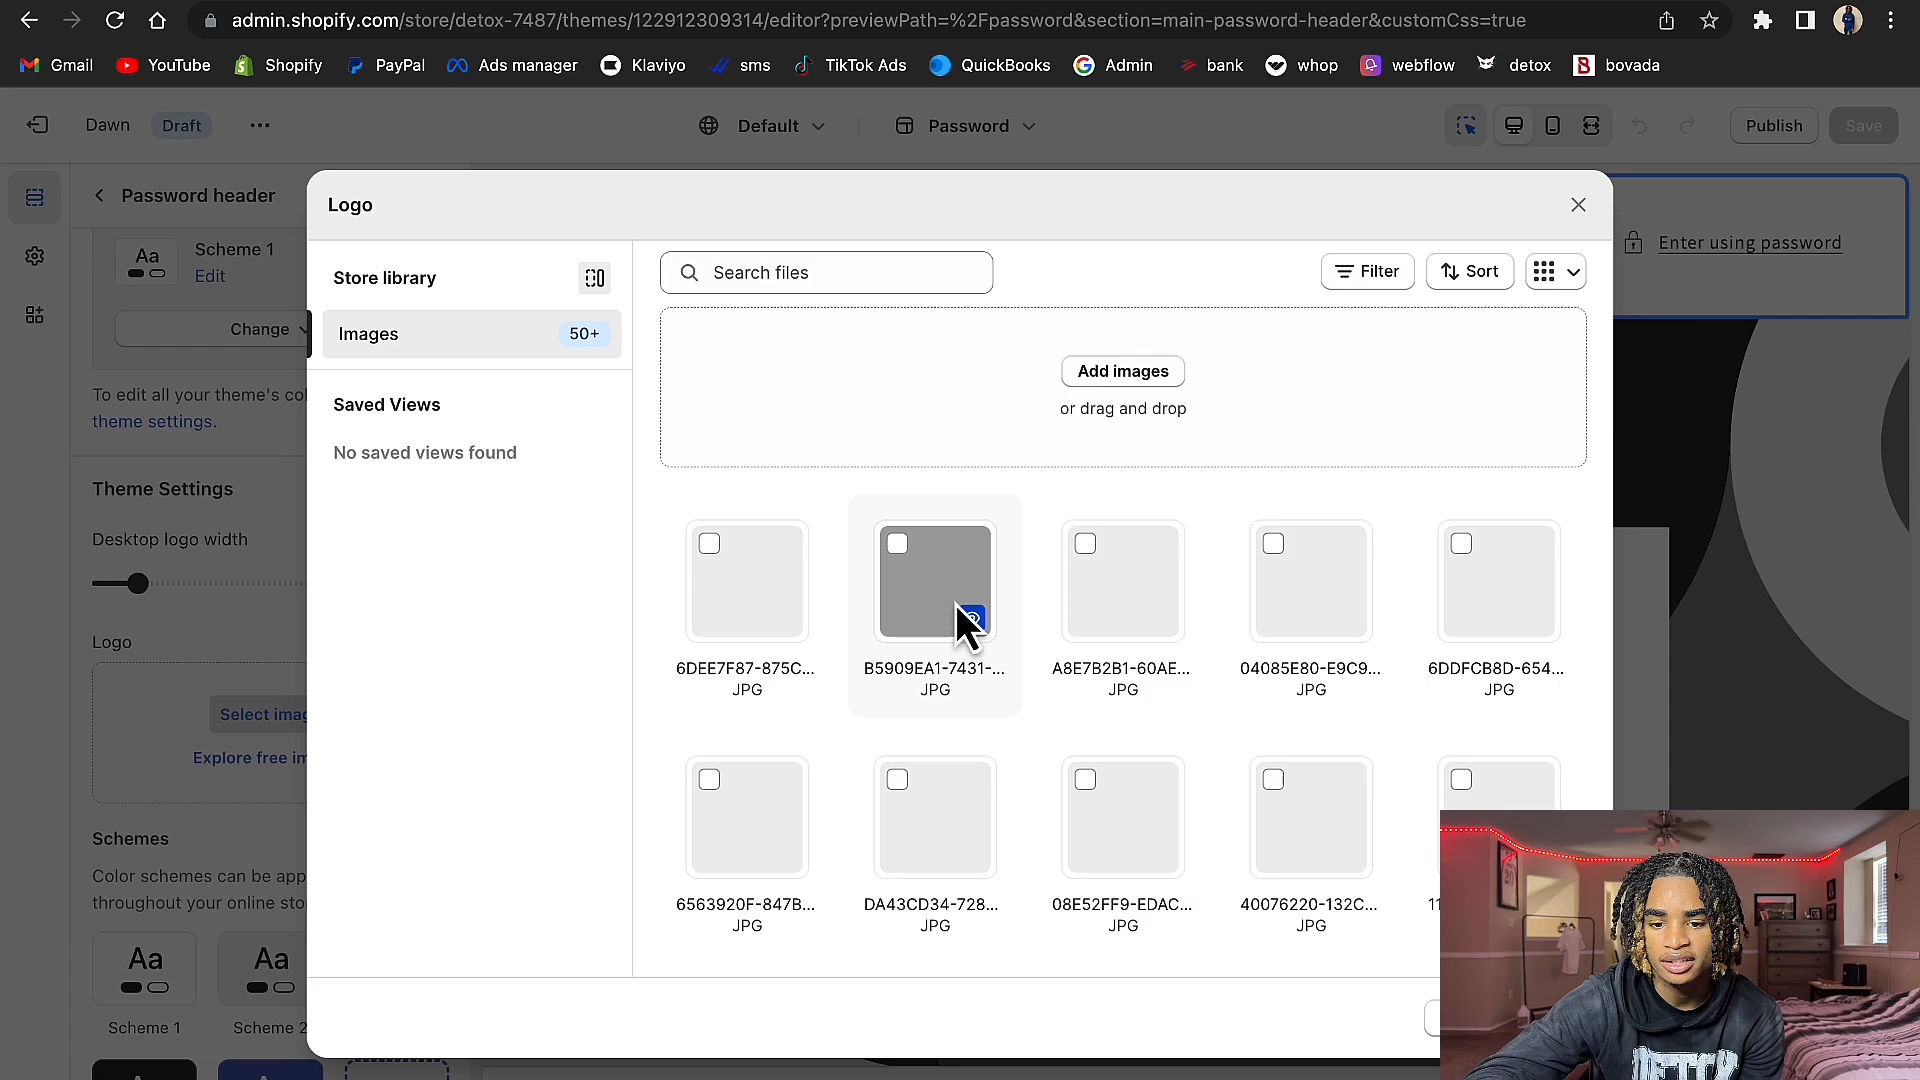 admin.shopify.com/store/detox-7487/themes/122912309314/editor?previewPath=%2Fpassword&section=main-password-header&customCss=true
Gmail YouTube Shopify PayPal Ads manager Klaviyo sms TikTok Ads QuickBooks Admin bank whop webflow detox bovada
Dawn Draft Default Password Publish Save
Password header
Aa Scheme 1
Edit
Change
To edit all your theme's
theme settings.
Theme Settings
Desktop logo width
Logo
Select
Explore free
Schemes
Color schemes can be
throughout your online
Aa Aa
Scheme 1 Scheme 2
Logo
Store library
Images 50+
Saved Views
No saved views found
Search files Filter Sort
Add images
or drag and drop
6DEE7F87-875C... B5909EA1-7431-... A8E7B2B1-60AE... 04085E80-E9C9... 6DDFCB8D-654...
JPG JPG JPG JPG JPG
6563920F-847B... DA43CD34-728... 08E52FF9-EDAC... 40076220-132C...
JPG JPG JPG JPG
Enter using password